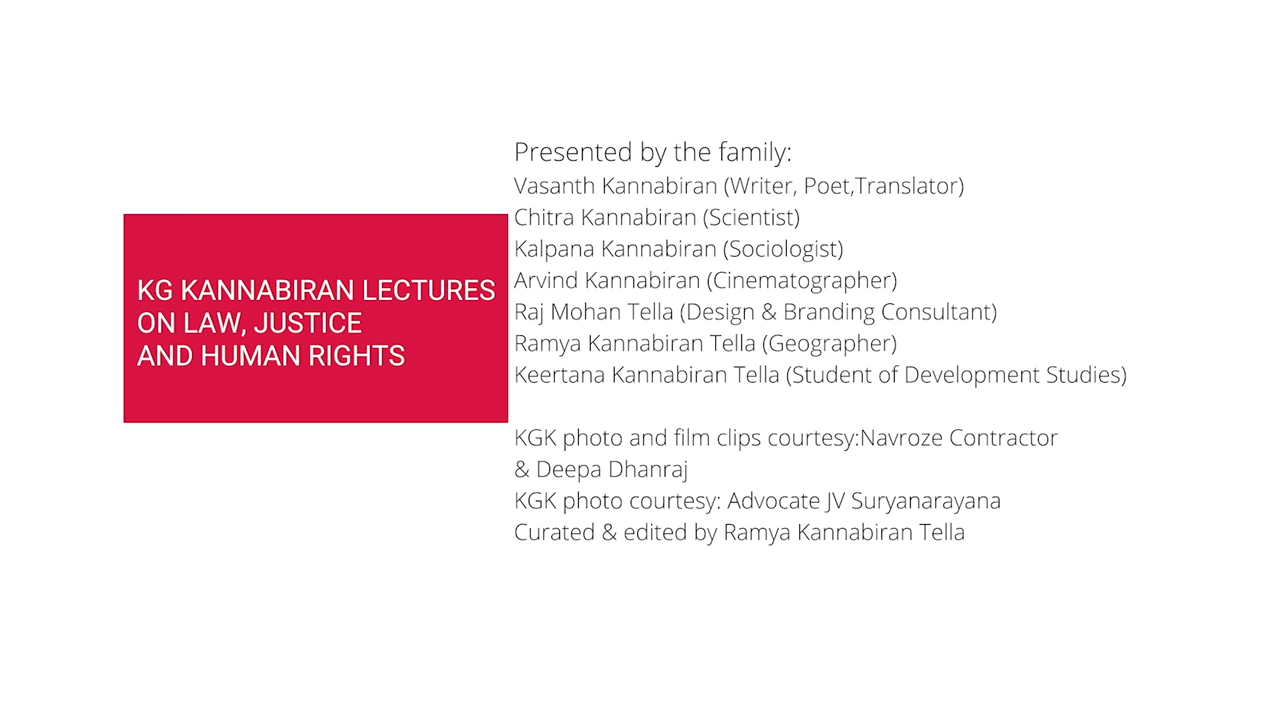 KG KANNABIRAN LECTURES
ON LAW, JUSTICE
AND HUMAN RIGHTS
Presented by the family:
Vasanth Kannabiran (Writer, Poet,Translator)
Chitra Kannabiran (Scientist)
Kalpana Kannabiran (Sociologist)
Arvind Kannabiran (Cinematographer)
Raj Mohan Tella (Design & Branding Consultant)
Ramya Kannabiran Tella (Geographer)
Keertana Kannabiran Tella (Student of Development Studies)
KGK photo and film clips courtesy:Navroze Contractor
& Deepa Dhanraj
KGK photo courtesy: Advocate JV Suryanarayana
Curated & edited by Ramya Kannabiran Tella